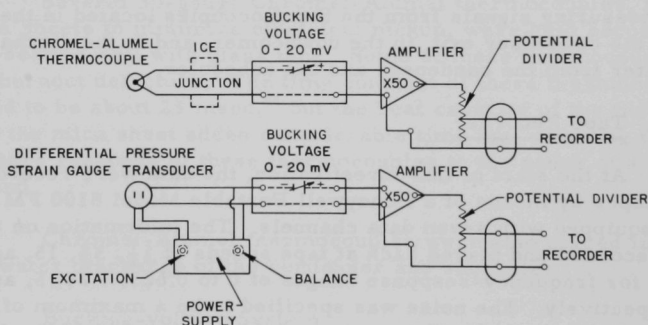 BUCKING
VOLTAGE
0-20 mV
CHROMEL-ALUMEL
THERMOCOUPLE
ICE
JUNCTION
AMPLIFIER
X50
POTENTIAL
DIVIDER
TO
RECORDER
DIFFERENTIAL PRESSURE
STRAIN GAUGE TRANSDUCER
BUCKING
VOLTAGE
0-20 mV
AMPLIFIER
X50
POTENTIAL DIVIDER
TO
RECORDER
EXCITATION
BALANCE
POWER
SUPPLY